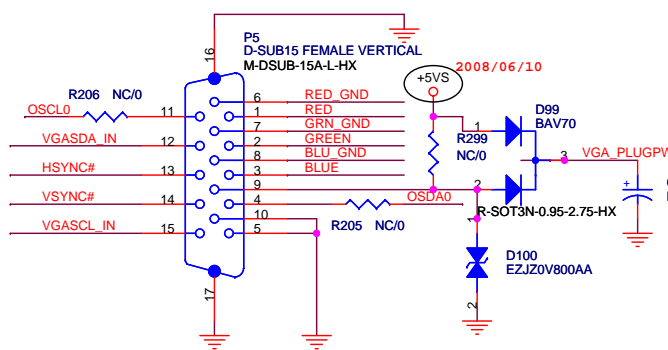 P5
D-SUB15 FEMALE VERTICAL
M-DSUB-15A-L-HX
16
+5VS
2008/06/10
R206 NC/0
OSCL0
11
6
RED_GND
1
RED
VGASDA_IN
12
7
GRN_GND
2
GREEN
HSYNC#
13
8
BLU_GND
3
BLUE
VSYNC#
14
9
4
OSDA0
VGASCL_IN
15
10
5
R205 NC/0
17
R299
NC/0
D99
BAV70
1
2
3
VGA_PLUGPW
R-SOT3N-0.95-2.75-HX
+
1
D100
EZJZ0V800AA
2